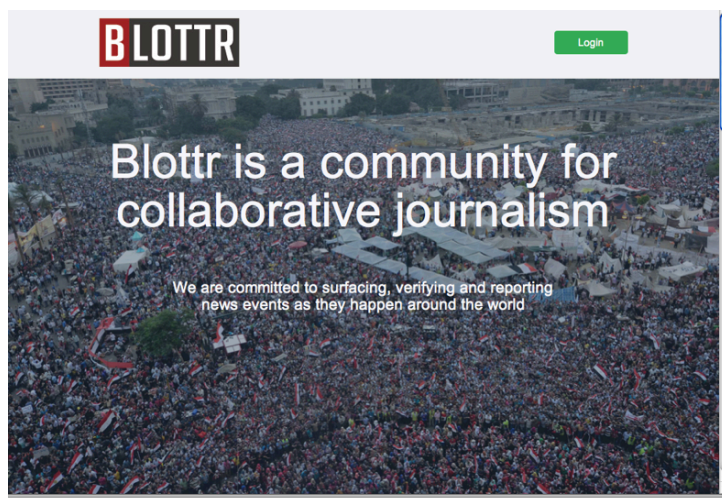 BLOTTR
Login
Blottr is a community for
collaborative journalism
We are committed to surfacing, verifying and reporting
news events as they happen around the world